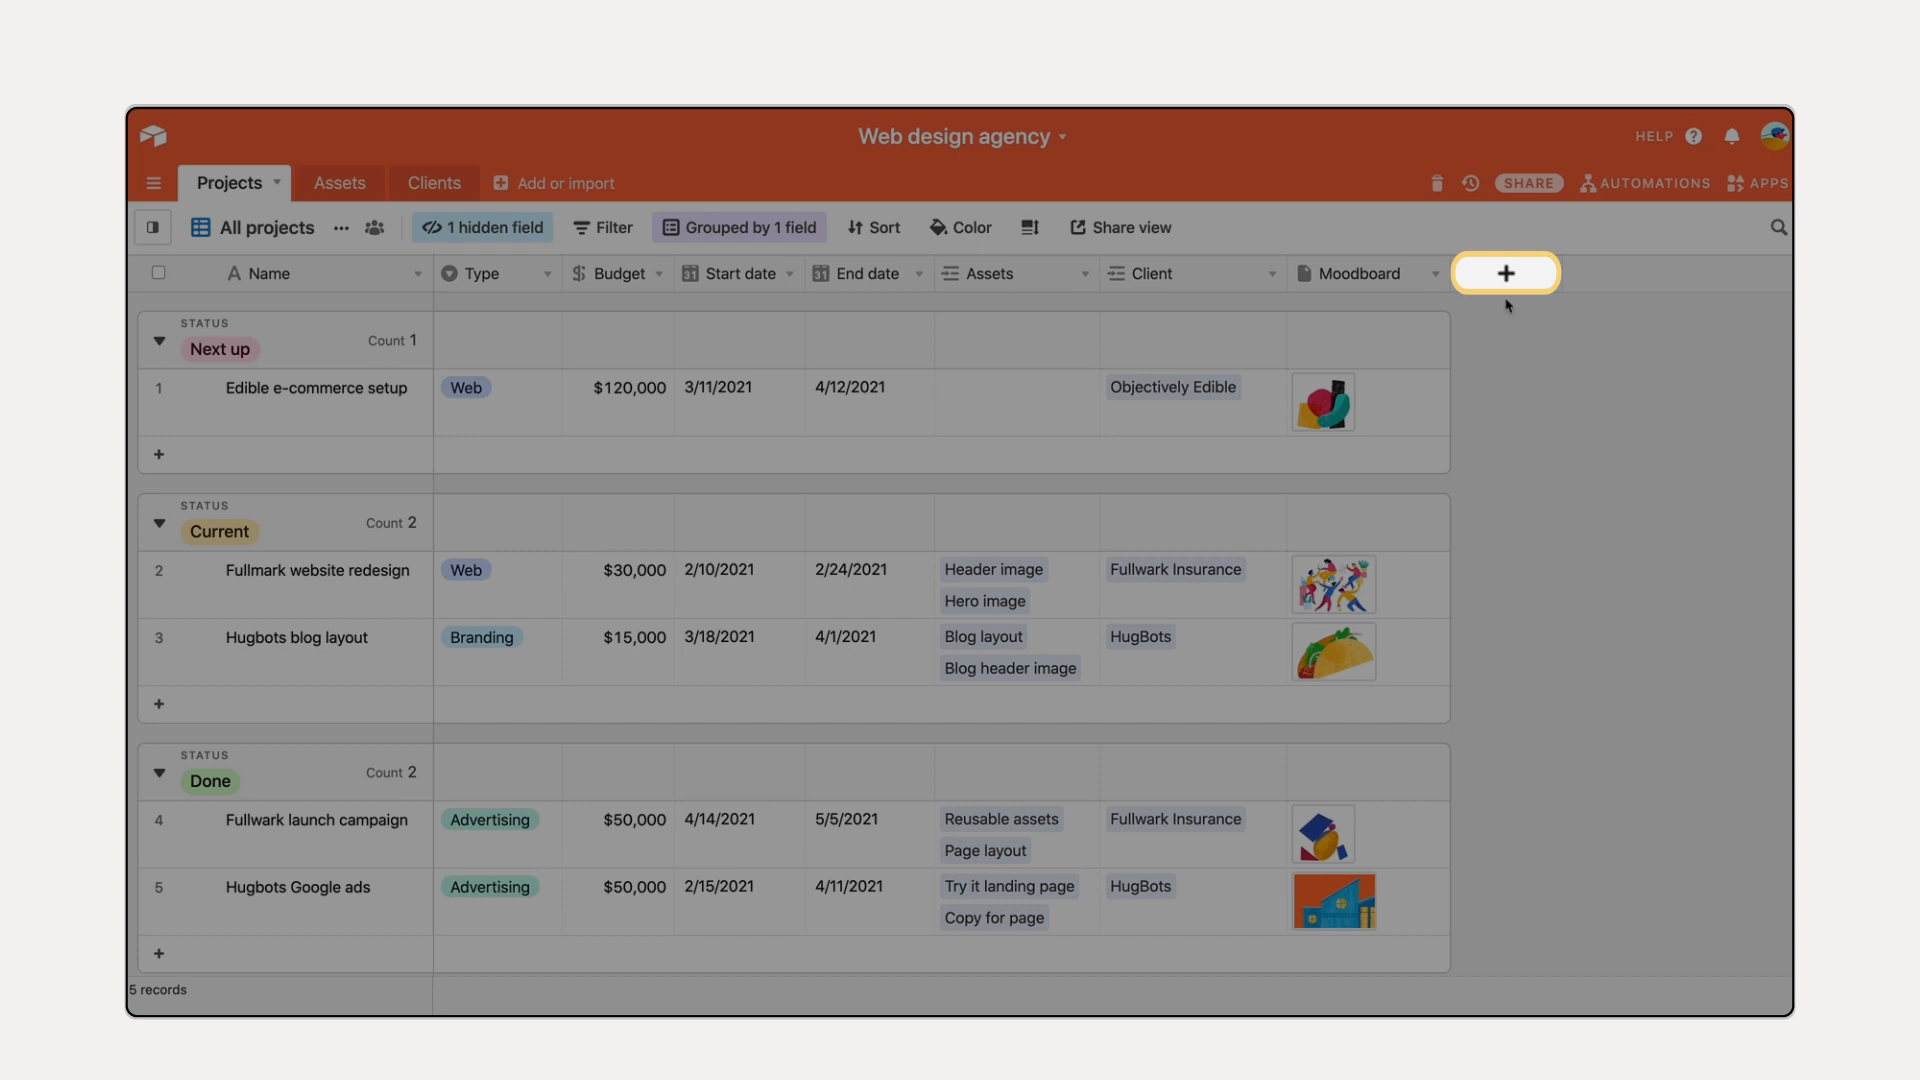 Web design agency
HELP
Projects
Assets
Clients
Add or import
SHARE
AUTOMATIONS
APPS
All projects
1 hidden field
Filter
Grouped by 1 field
Sort
Color
Share view
Name
Type
Budget
Start date
End date
Assets
Client
Moodboard
+
STATUS
Next up
Count 1
1 Edible e-commerce setup Web $120,000 3/11/2021 4/12/2021 Objectively Edible
+
STATUS
Current
Count 2
2 Fullmark website redesign Web $30,000 2/10/2021 2/24/2021 Header image Fullwark Insurance
Hero image
3 Hugbots blog layout Branding $15,000 3/18/2021 4/1/2021 Blog layout HugBots
Blog header image
+
STATUS
Done
Count 2
4 Fullwark launch campaign Advertising $50,000 4/14/2021 5/5/2021 Reusable assets Fullwark Insurance
Page layout
5 Hugbots Google ads Advertising $50,000 2/15/2021 4/11/2021 Try it landing page HugBots
Copy for page
+
5 records